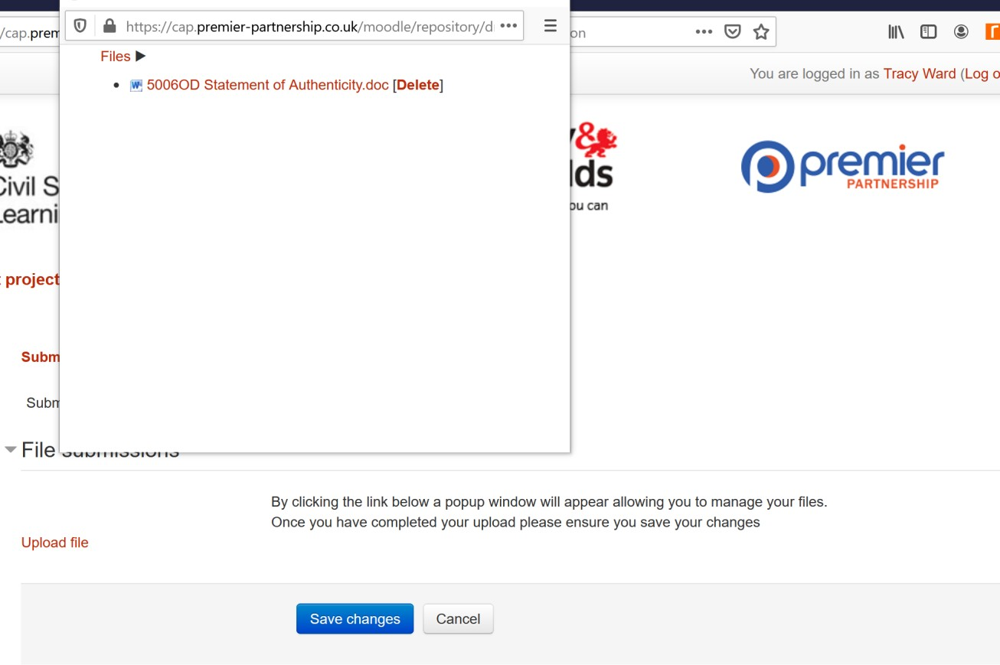 https://cap.premier-partnership.co.uk/moodle/repository/d
/cap.prem
on
Files
5006OD Statement of Authenticity.doc [Delete]
You are logged in as Tracy Ward (Log o
&
lds
ou can
premier
PARTNERSHIP
Civil S
Learni
project
Subm
Subm
File submissions
By clicking the link below a popup window will appear allowing you to manage your files.
Once you have completed your upload please ensure you save your changes
Upload file
Save changes
Cancel